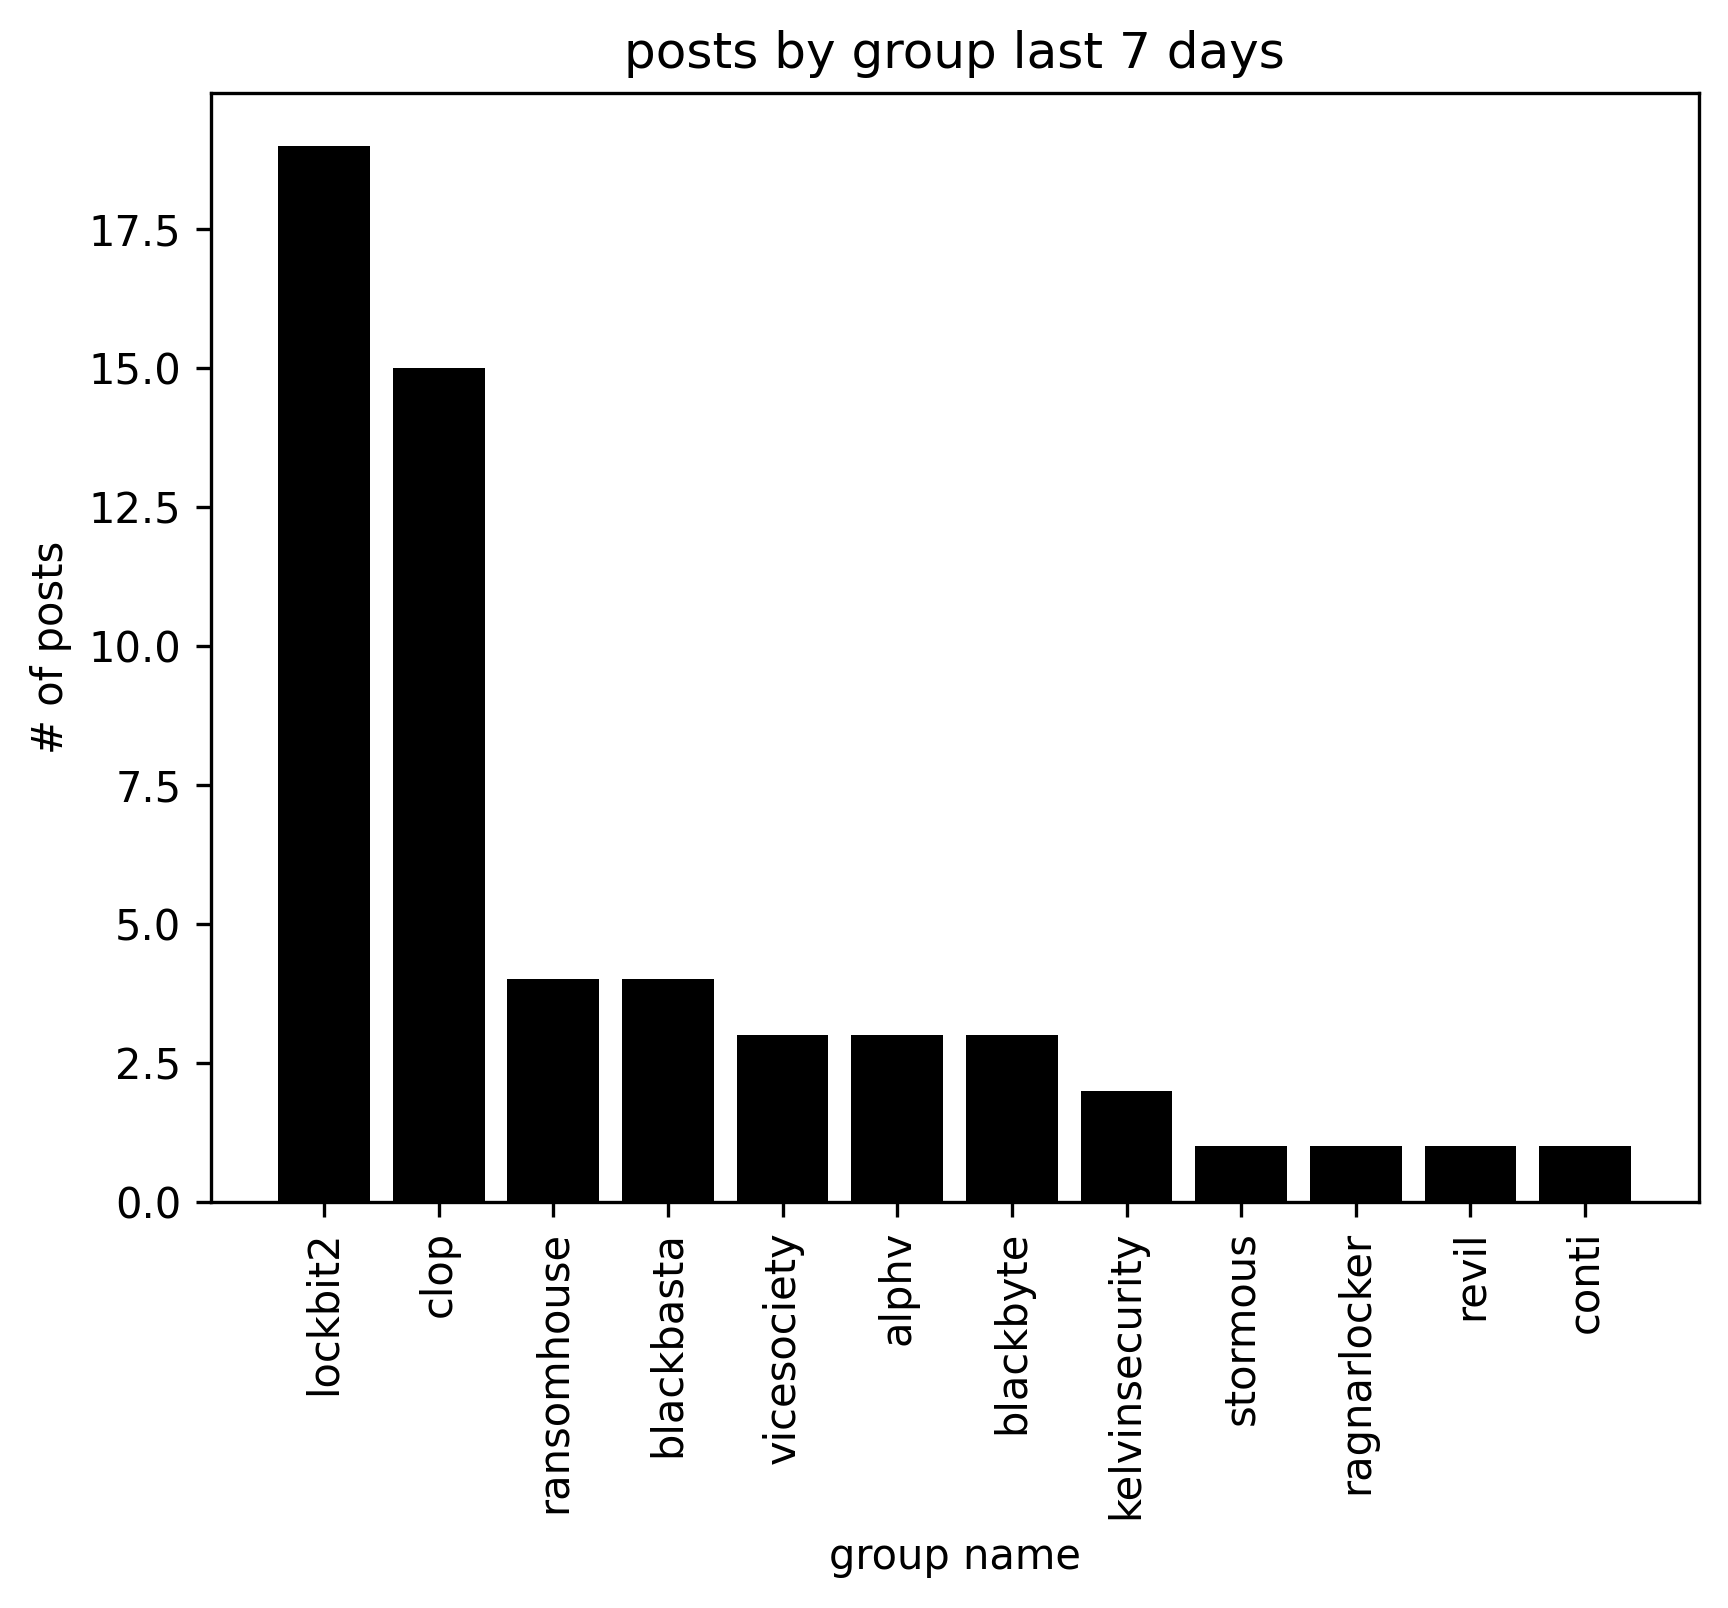 posts by group last 7 days
# of posts
17.5
15.0
12.5
10.0
7.5
5.0
2.5
0.0
lockbit2
clop
ransomhouse
blackbasta
vicesociety
alphv
blackbyte
kelvinsecurity
stormous
ragnarlocker
revil
conti
group name